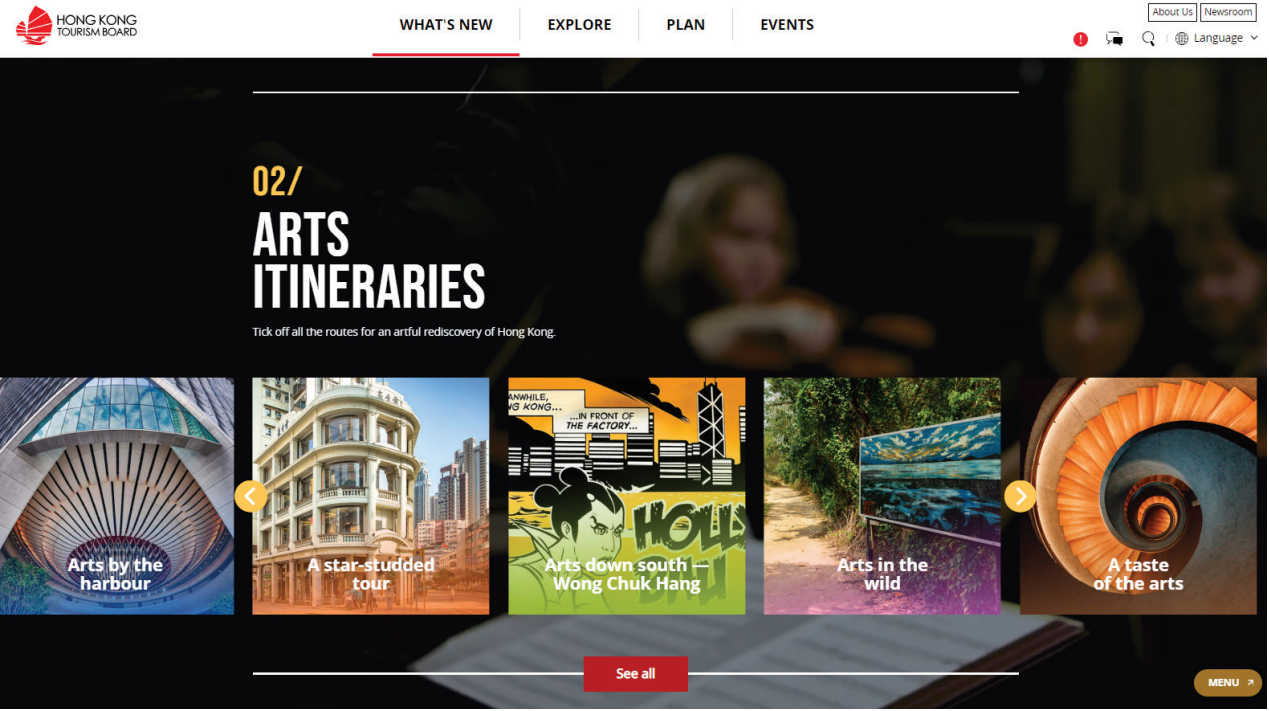 HONG KONG
TOURISM BOARD
WHAT'S NEW
EXPLORE
PLAN
EVENTS
About Us
Newsroom
Language
02/
ARTS
ITINERARIES
Tick off all the routes for an artful rediscovery of Hong Kong.
...IN FRONT OF
THE FACTORY...
Arts by the
harbour
A star-studded
tour
Arts down south —
Wong Chuk Hang
Arts in the
wild
A taste
of the arts
See all
MENU